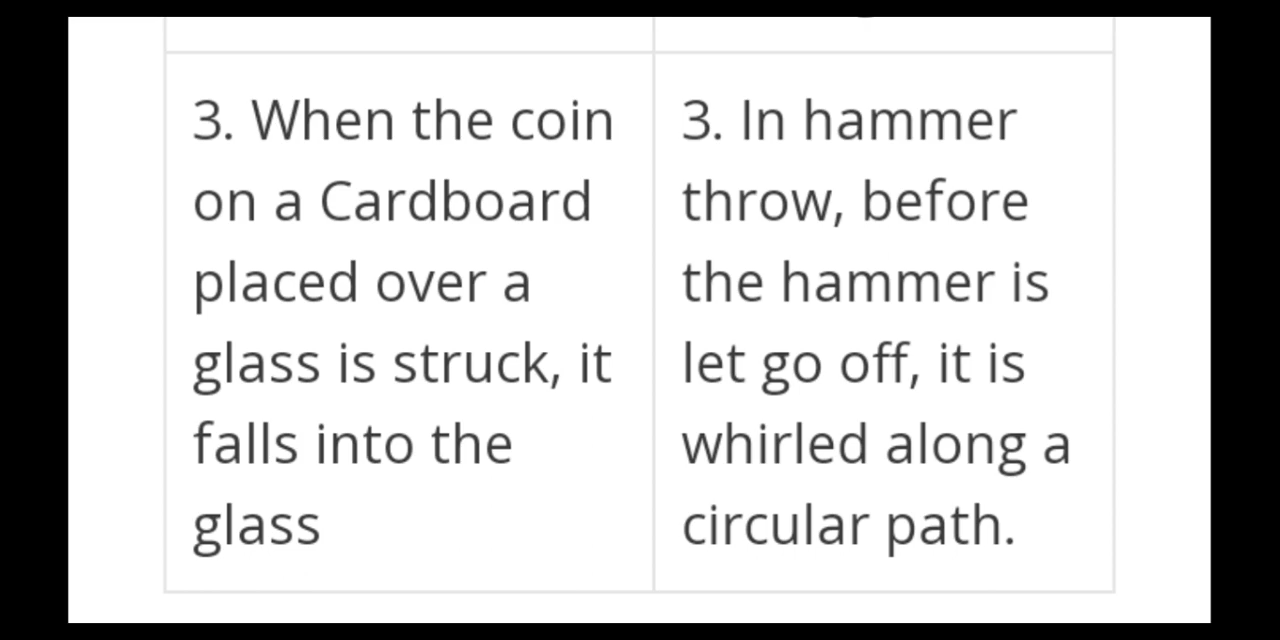 3. When the coin
on a Cardboard
placed over a
glass is struck, it
falls into the
glass
3. In hammer
throw, before
the hammer is
let go off, it is
whirled along a
circular path.